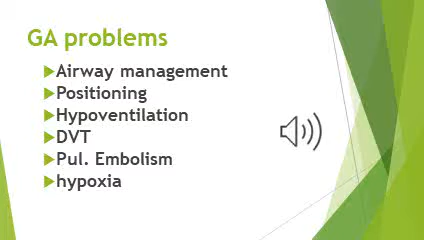 GA problems
Airway management
Positioning
Hypoventilation
DVT
Pul. Embolism
hypoxia